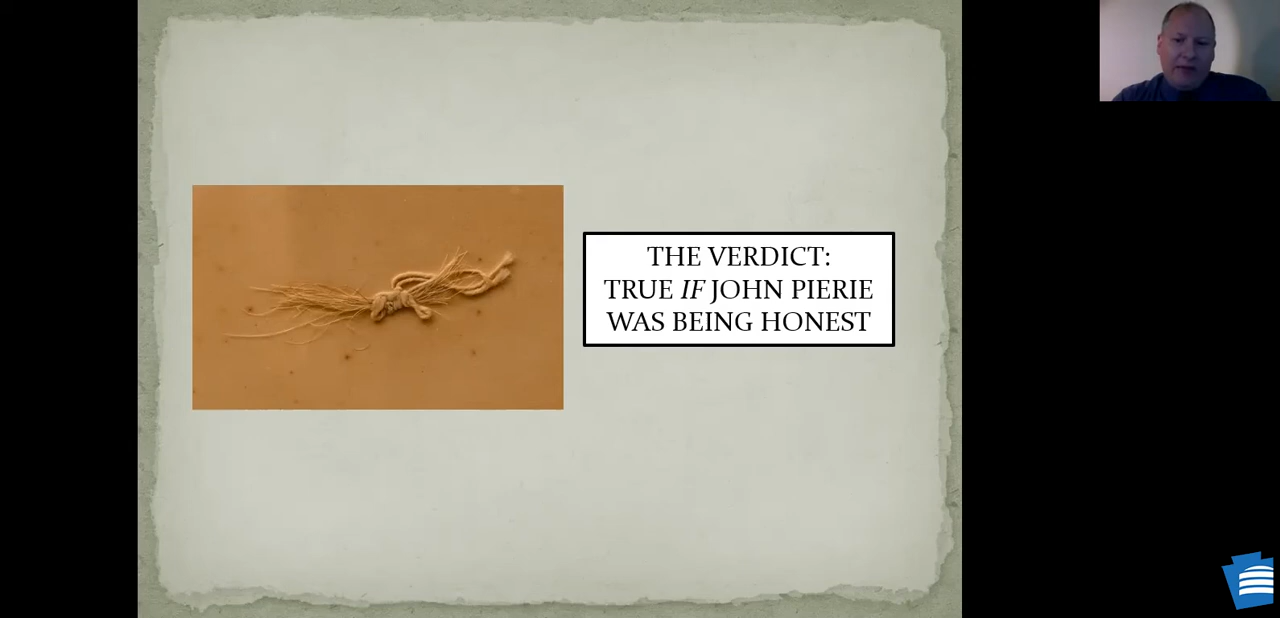 THE VERDICT:
TRUE IF JOHN PIERIE
WAS BEING HONEST